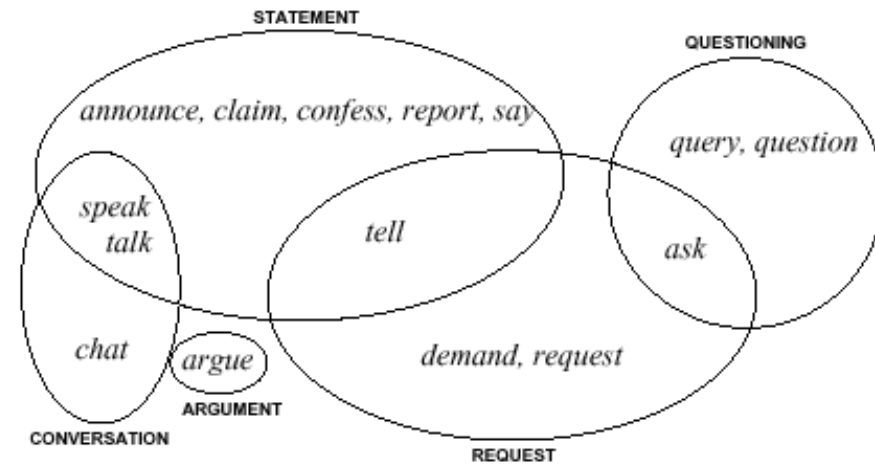 STATEMENT
QUESTIONING
announce, claim, confess, report, say
query, question
speak
talk
tell
ask
chat
argue
demand, request
ARGUMENT
CONVERSATION
REQUEST